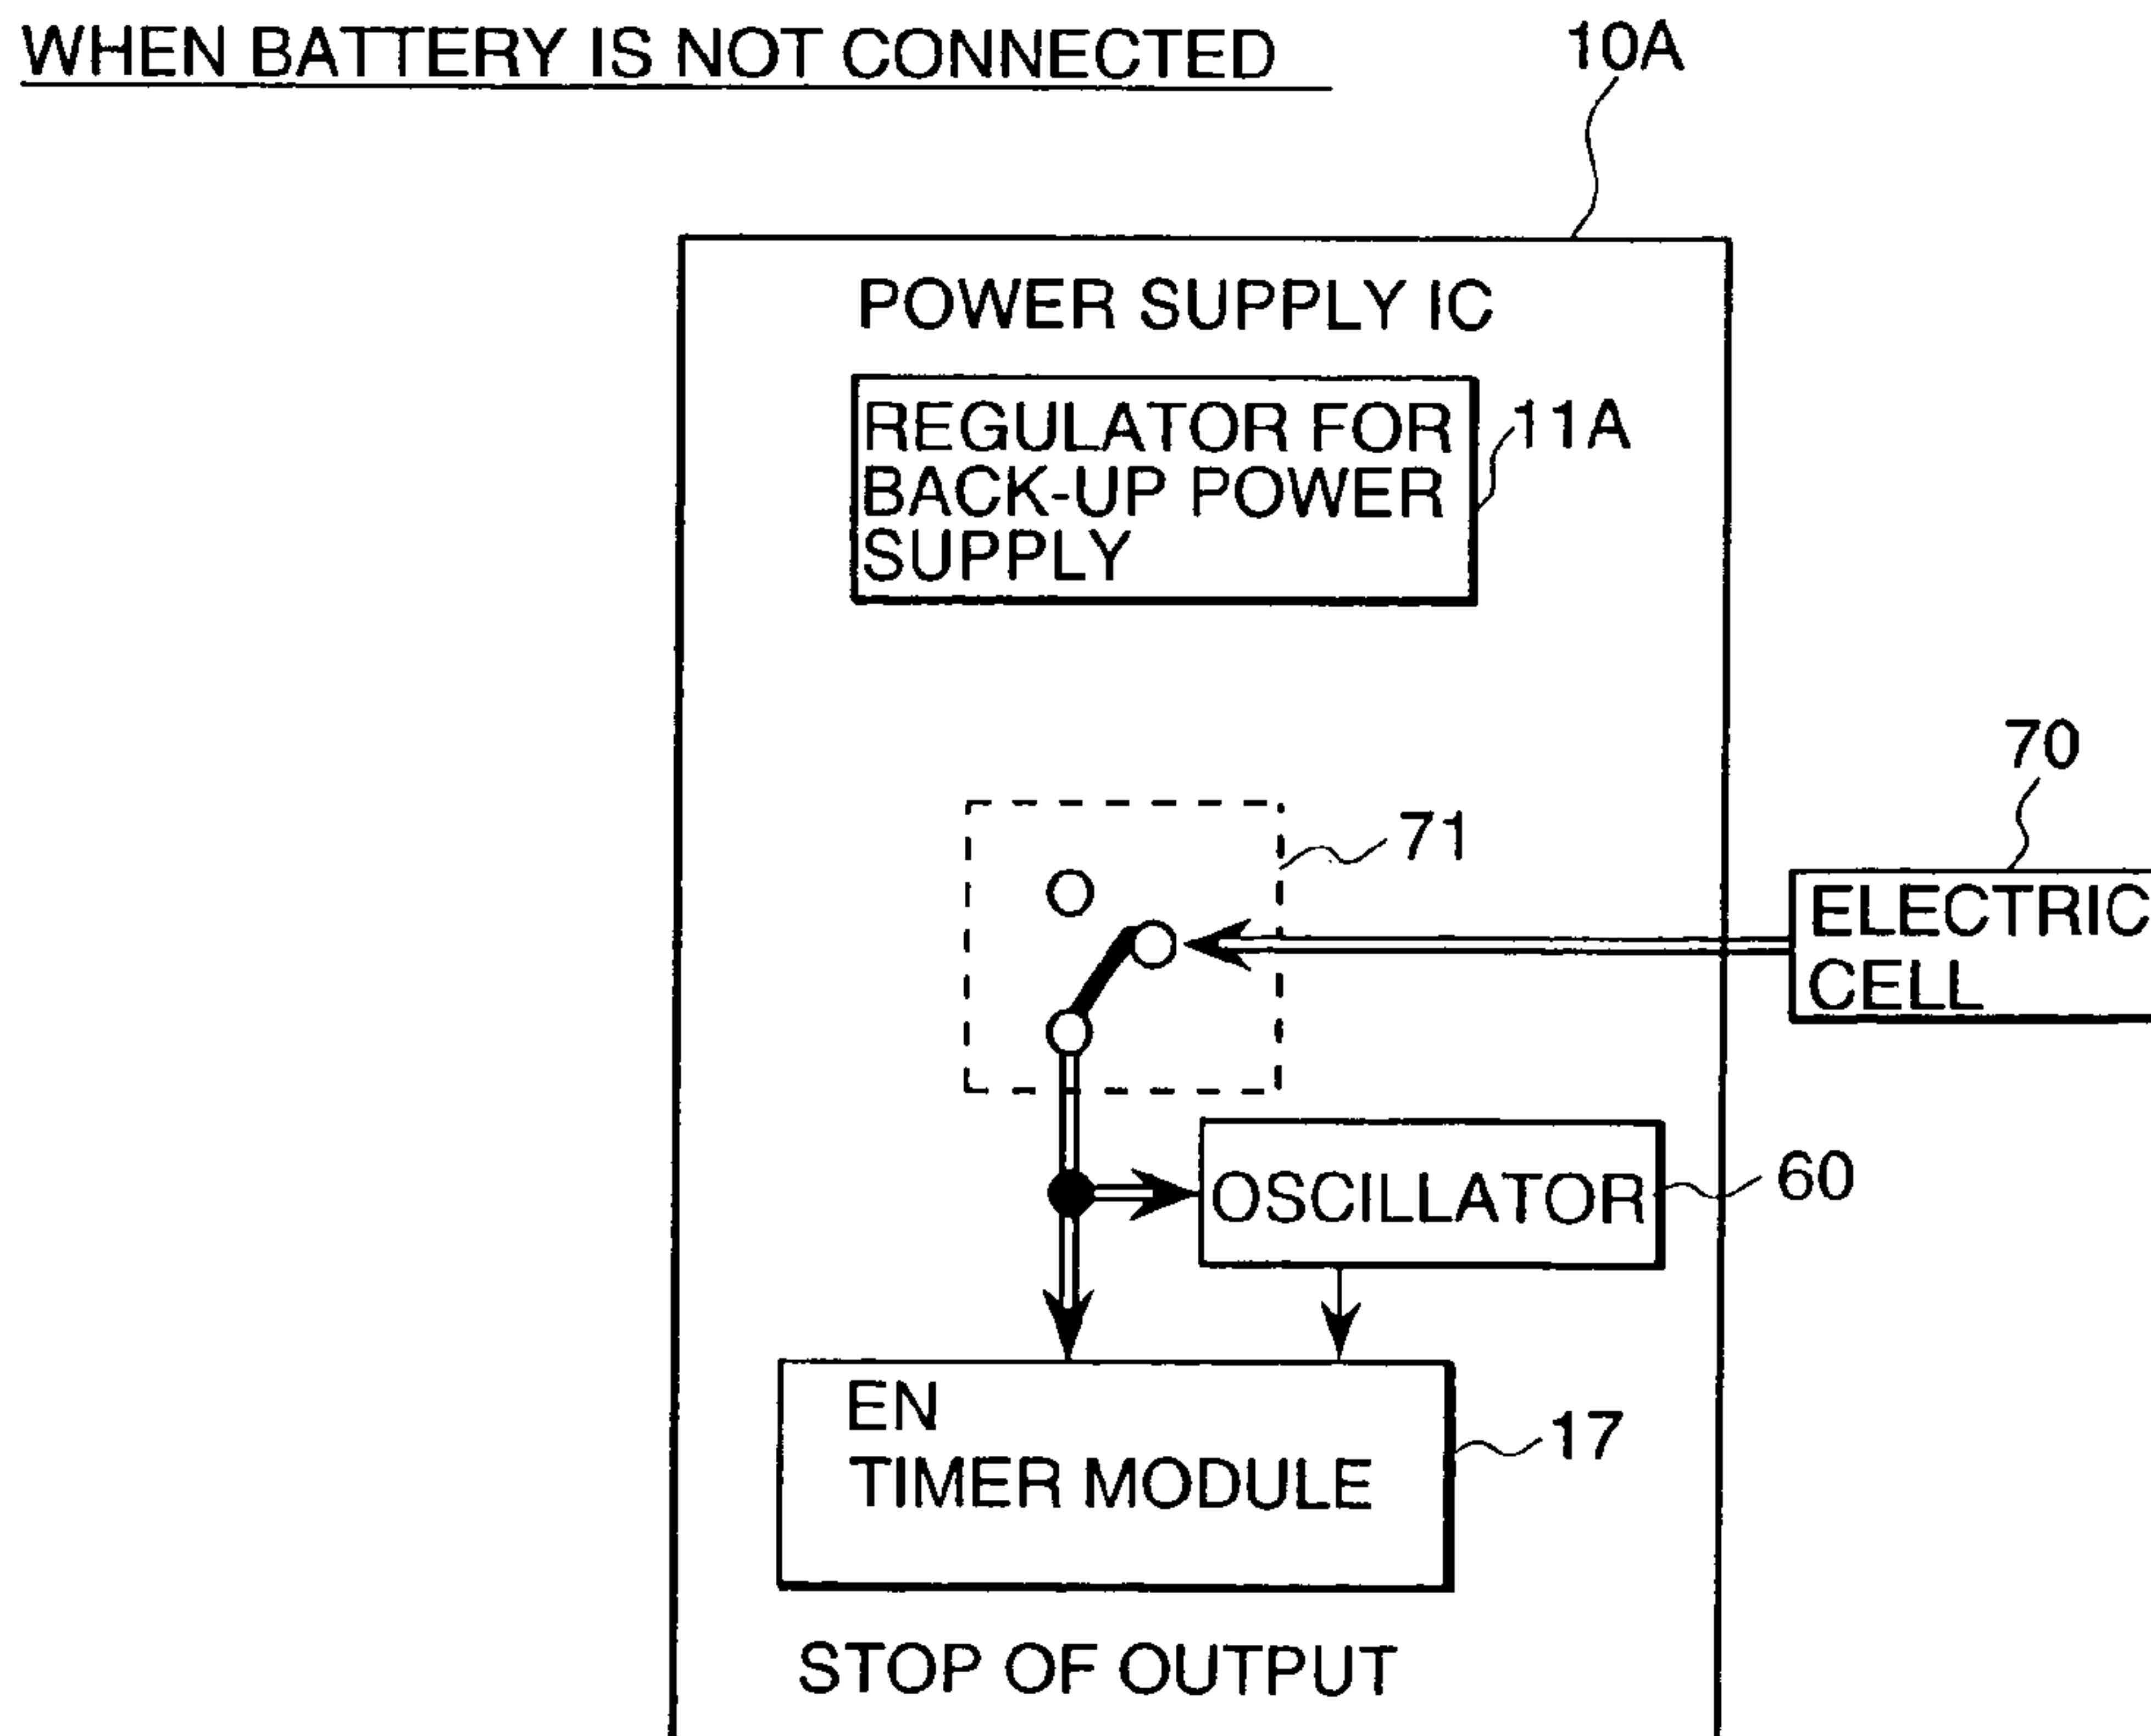 WHEN BATTERY IS NOT CONNECTED
10A
POWER SUPPLY IC
REGULATOR FOR
BACK-UP POWER
SUPPLY
11A
70
71
ELECTRIC
CELL
OSCILLATOR
60
EN
TIMER MODULE
17
STOP OF OUTPUT